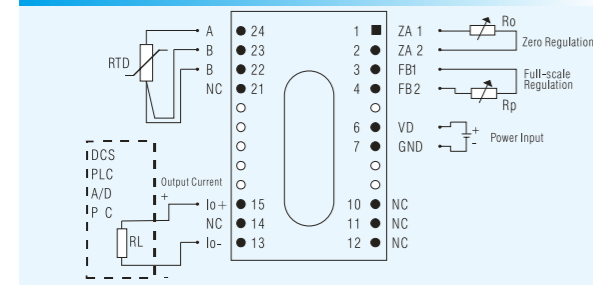 A 24 1 ZA 1 Ro
B 23 2 ZA 2 Zero Regulation
RTD
B 22 3 FB1 Full-scale
Regulation
NC 21 4 FB2
Rp
6 VD + Power Input
7 GND -
DCS
PLC
A/D
P C
Output Current
+
Io+ 15 10 NC
NC 14 11 NC
RL
Io- 13 12 NC
-